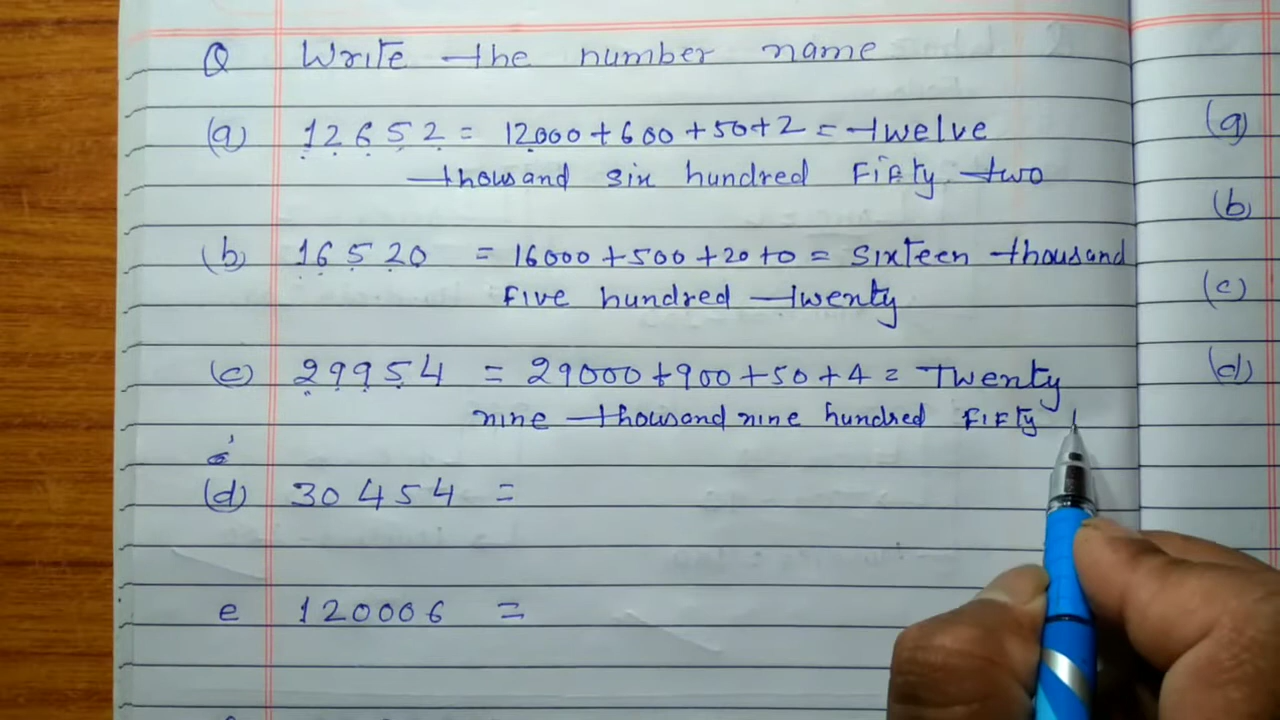 Q Write the number name
(a) 12652 = 12000+600+50+2 = twelve
thousand six hundred Fifty two
(b) 16520 = 16000+500+20+0 = Sixteen thousand
Five hundred twenty
(c) 29954 = 29000+900+50+4 = Twenty
nine thousand nine hundred Fifty
(d) 30454 =
e 120006 =
(a)
(b)
(c)
(d)